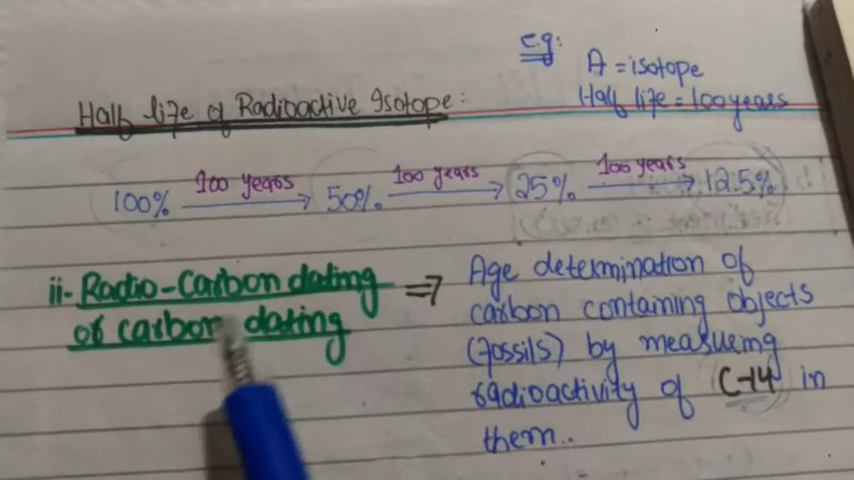 e.g:
A = isotope
Half life = 100 years
Half life of Radioactive Isotope:
100% 100 years → 50%. 100 years → 25% 100 years → 12.5%
ii- Radio-Carbon dating ⇒
or carbon dating
Age determination of
carbon containing objects
(fossils) by measuring
radioactivity of C-14 in
them..